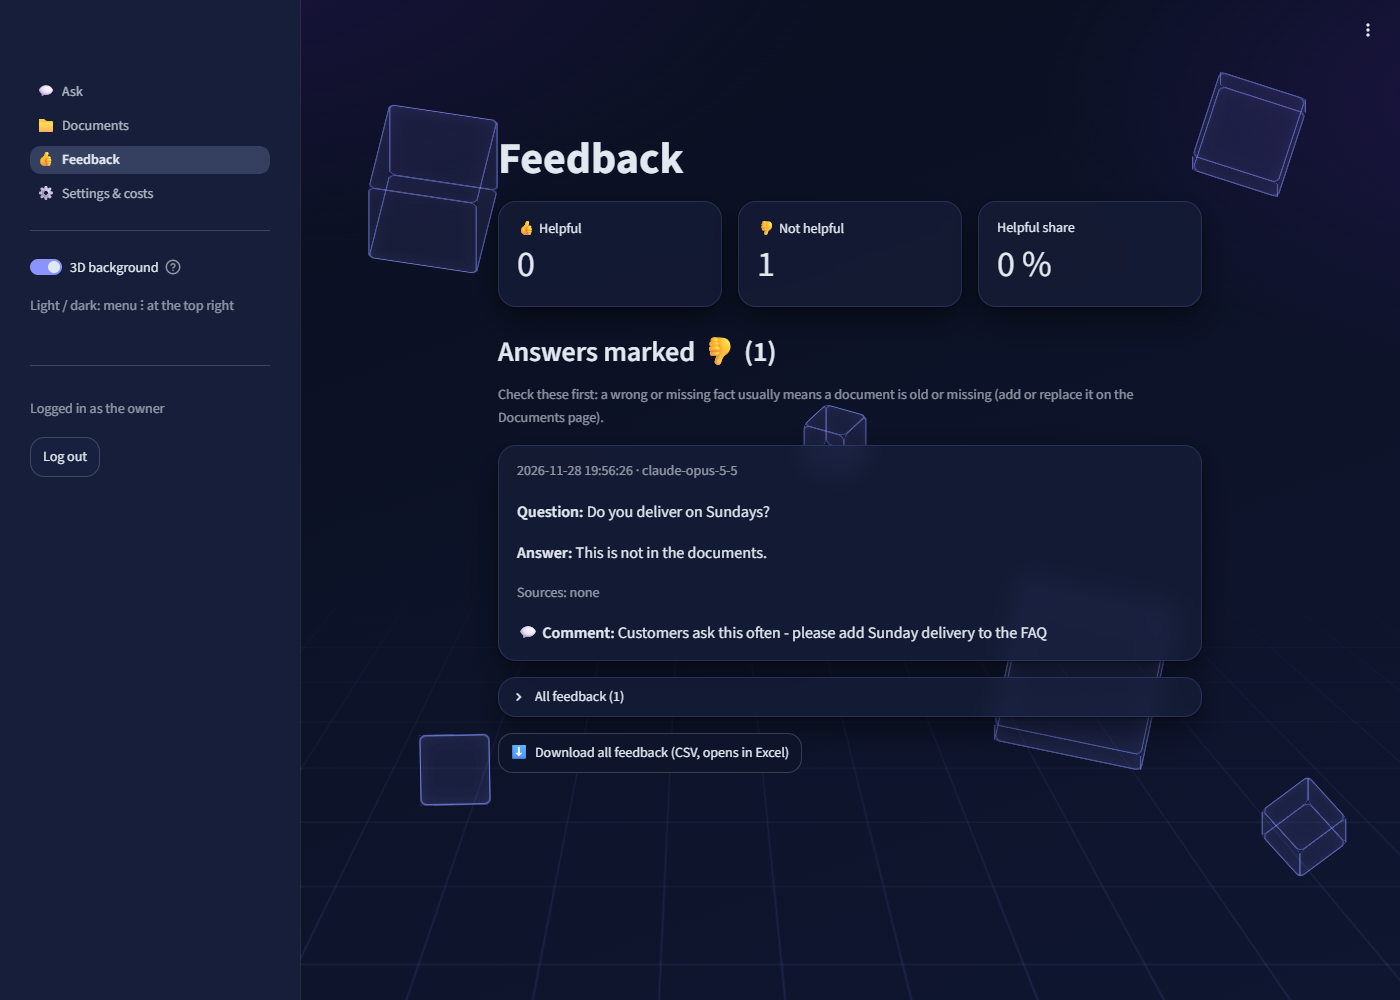 Ask
Documents
Feedback
Settings & costs
3D background
Light / dark: menu ⋮ at the top right
Logged in as the owner
Log out
Feedback
👍 Helpful
0
👎 Not helpful
1
Helpful share
0 %
Answers marked 👎 (1)
Check these first: a wrong or missing fact usually means a document is old or missing (add or replace it on the
Documents page).
2026-11-28 19:56:26 · claude-opus-5-5
Question: Do you deliver on Sundays?
Answer: This is not in the documents.
Sources: none
💬 Comment: Customers ask this often - please add Sunday delivery to the FAQ
All feedback (1)
⬇️ Download all feedback (CSV, opens in Excel)